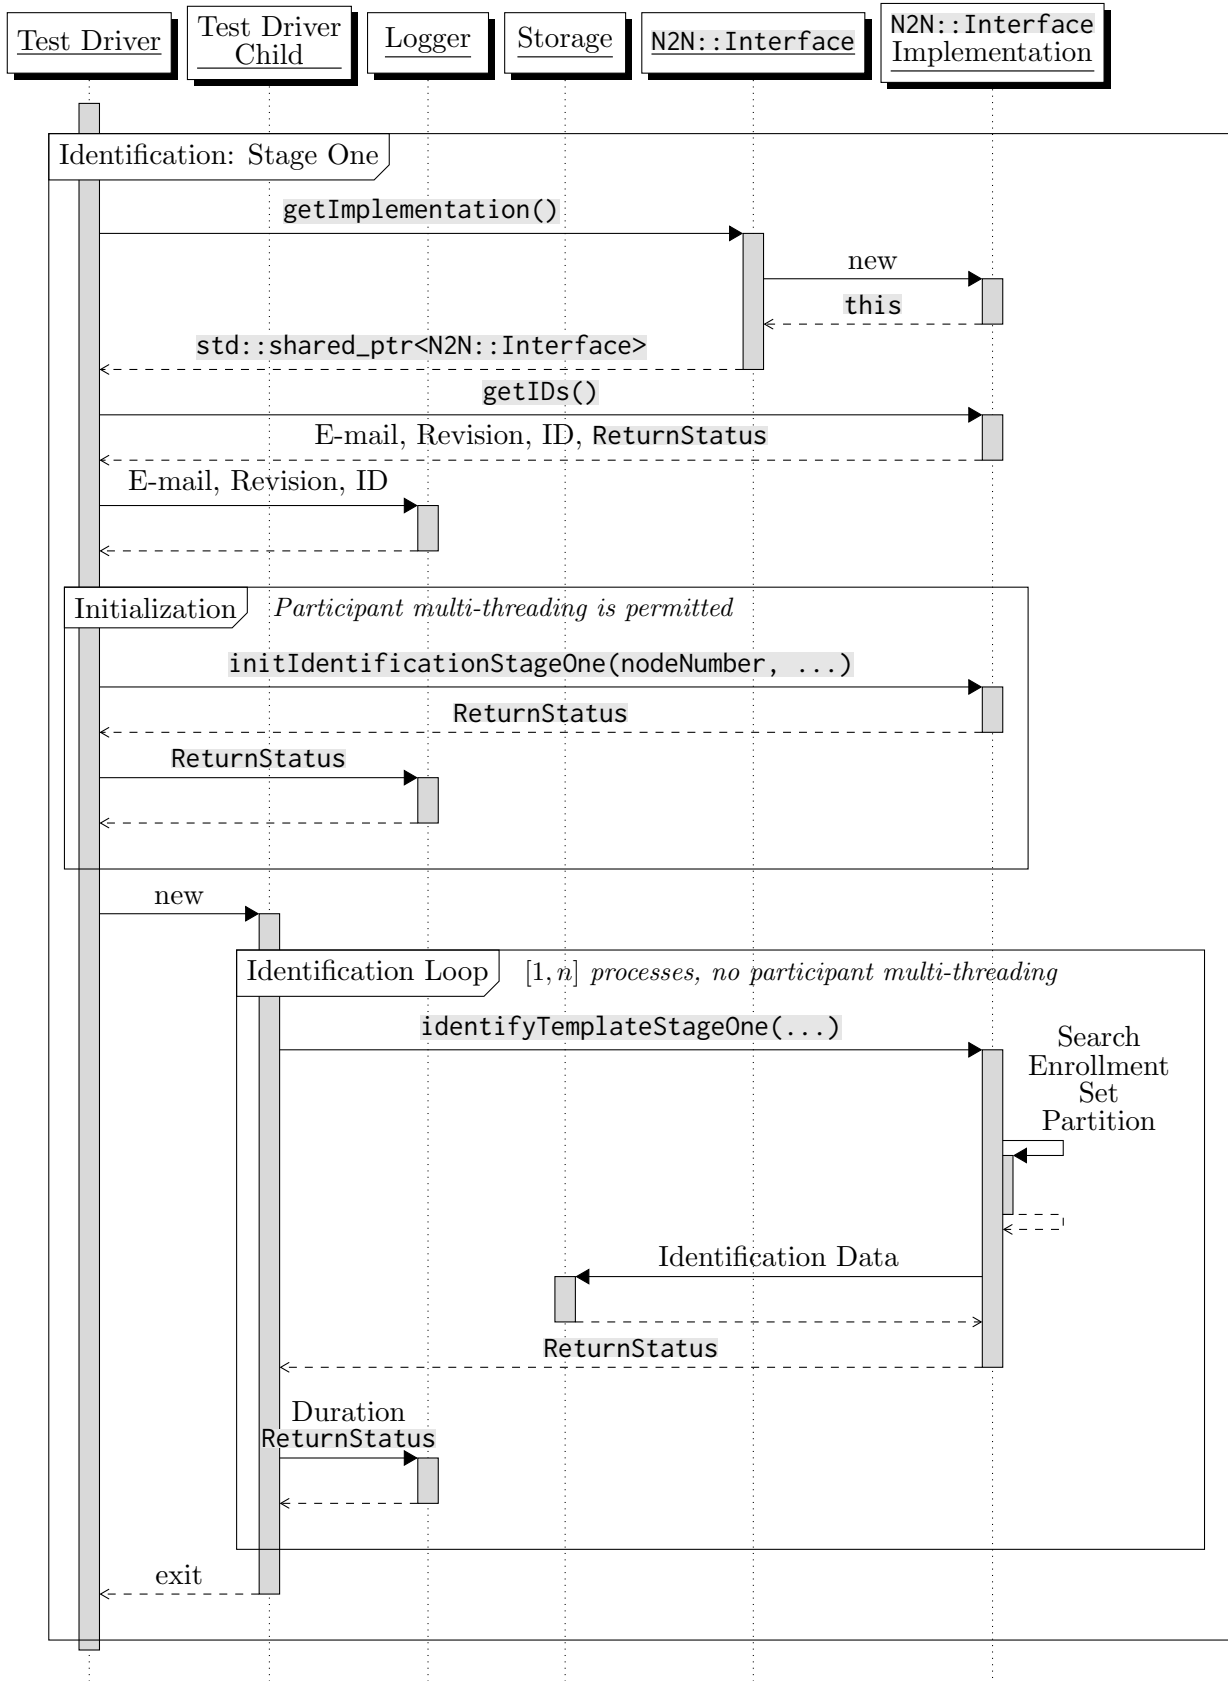 Test Driver
Test Driver
Child
Logger
Storage
N2N::Interface
N2N::Interface
Implementation
Identification: Stage One
getImplementation()
new
this
std::shared_ptr<N2N::Interface>
getIDs()
E-mail, Revision, ID, ReturnStatus
E-mail, Revision, ID
Initialization
Participant multi-threading is permitted
initIdentificationStageOne(nodeNumber, ...)
ReturnStatus
ReturnStatus
new
Identification Loop
[1, n] processes, no participant multi-threading
identifyTemplateStageOne(...)
Search
Enrollment
Set
Partition
Identification Data
ReturnStatus
Duration
ReturnStatus
exit